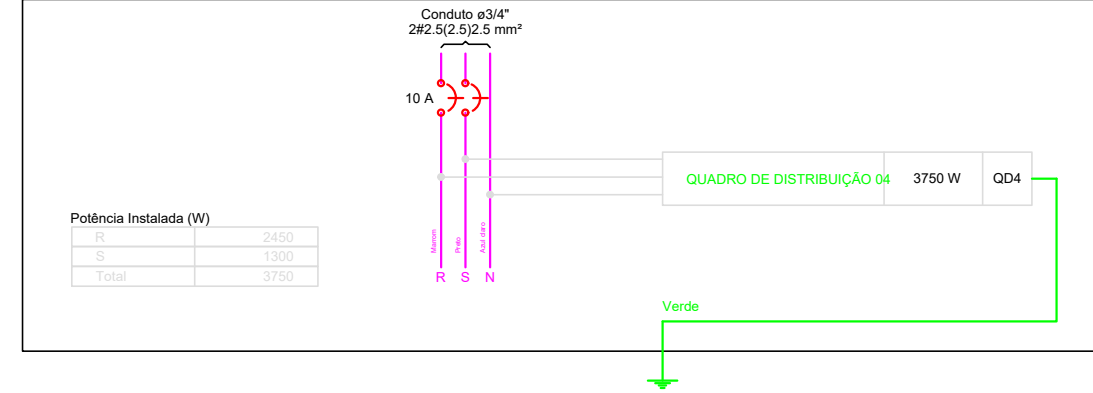 Conduto ø3/4"
2#2.5(2.5)2.5 mm²
10 A
QUADRO DE DISTRIBUIÇÃO 04 3750 W QD4
Potência Instalada (W)
R 2450
S 1300
Total 3750
Marrom
Preto
Azul claro
R S N
Verde